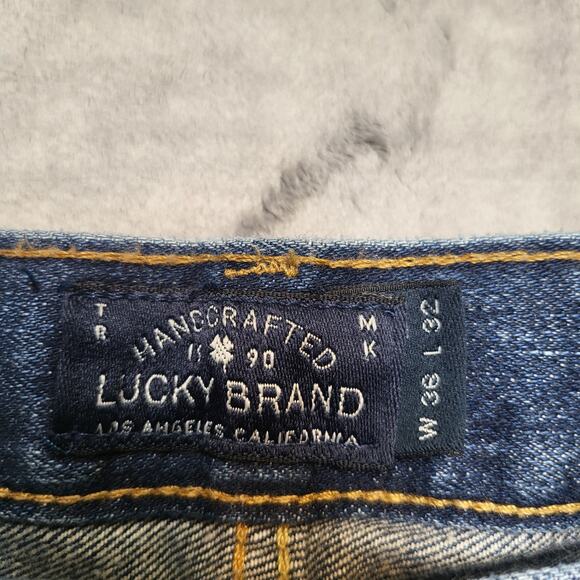 TR MK
HANDCRAFTED
19 90
LUCKY BRAND
LOS ANGELES CALIFORNIA
W 36 L 32